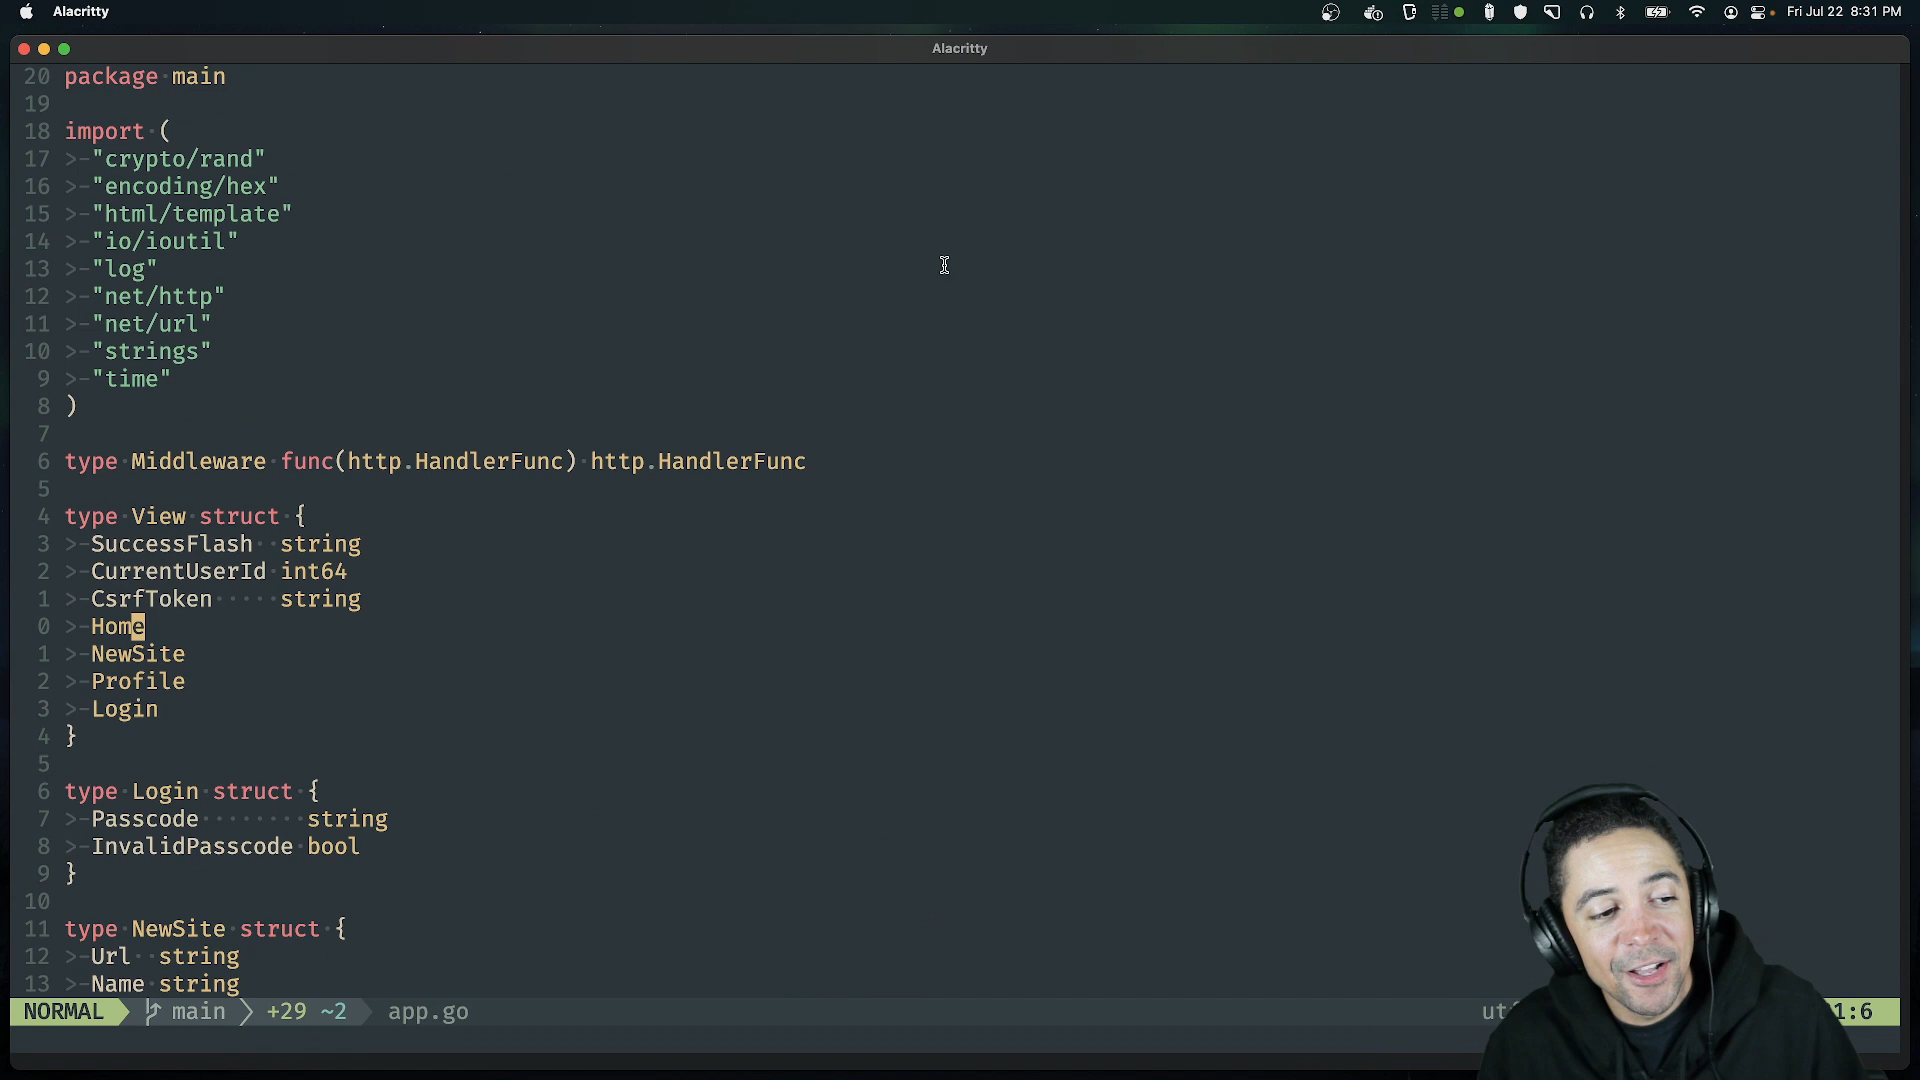 Alacritty
Fri Jul 22 8:31 PM
Alacritty
20 package main
19
18 import (
17 >-"crypto/rand"
16 >-"encoding/hex"
15 >-"html/template"
14 >-"io/ioutil"
13 >-"log"
12 >-"net/http"
11 >-"net/url"
10 >-"strings"
9 >-"time"
8 )
7
6 type·Middleware·func(http.HandlerFunc)·http.HandlerFunc
5
4 type·View·struct·{
3 >-SuccessFlash··string
2 >-CurrentUserId·int64
1 >-CsrfToken·····string
0 >-Home
1 >-NewSite
2 >-Profile
3 >-Login
4 }
5
6 type·Login·struct·{
7 >-Passcode········string
8 >-InvalidPasscode·bool
9 }
10
11 type·NewSite·struct·{
12 >-Url··string
13 >-Name·string
NORMAL main +29 ~2 app.go 1:6